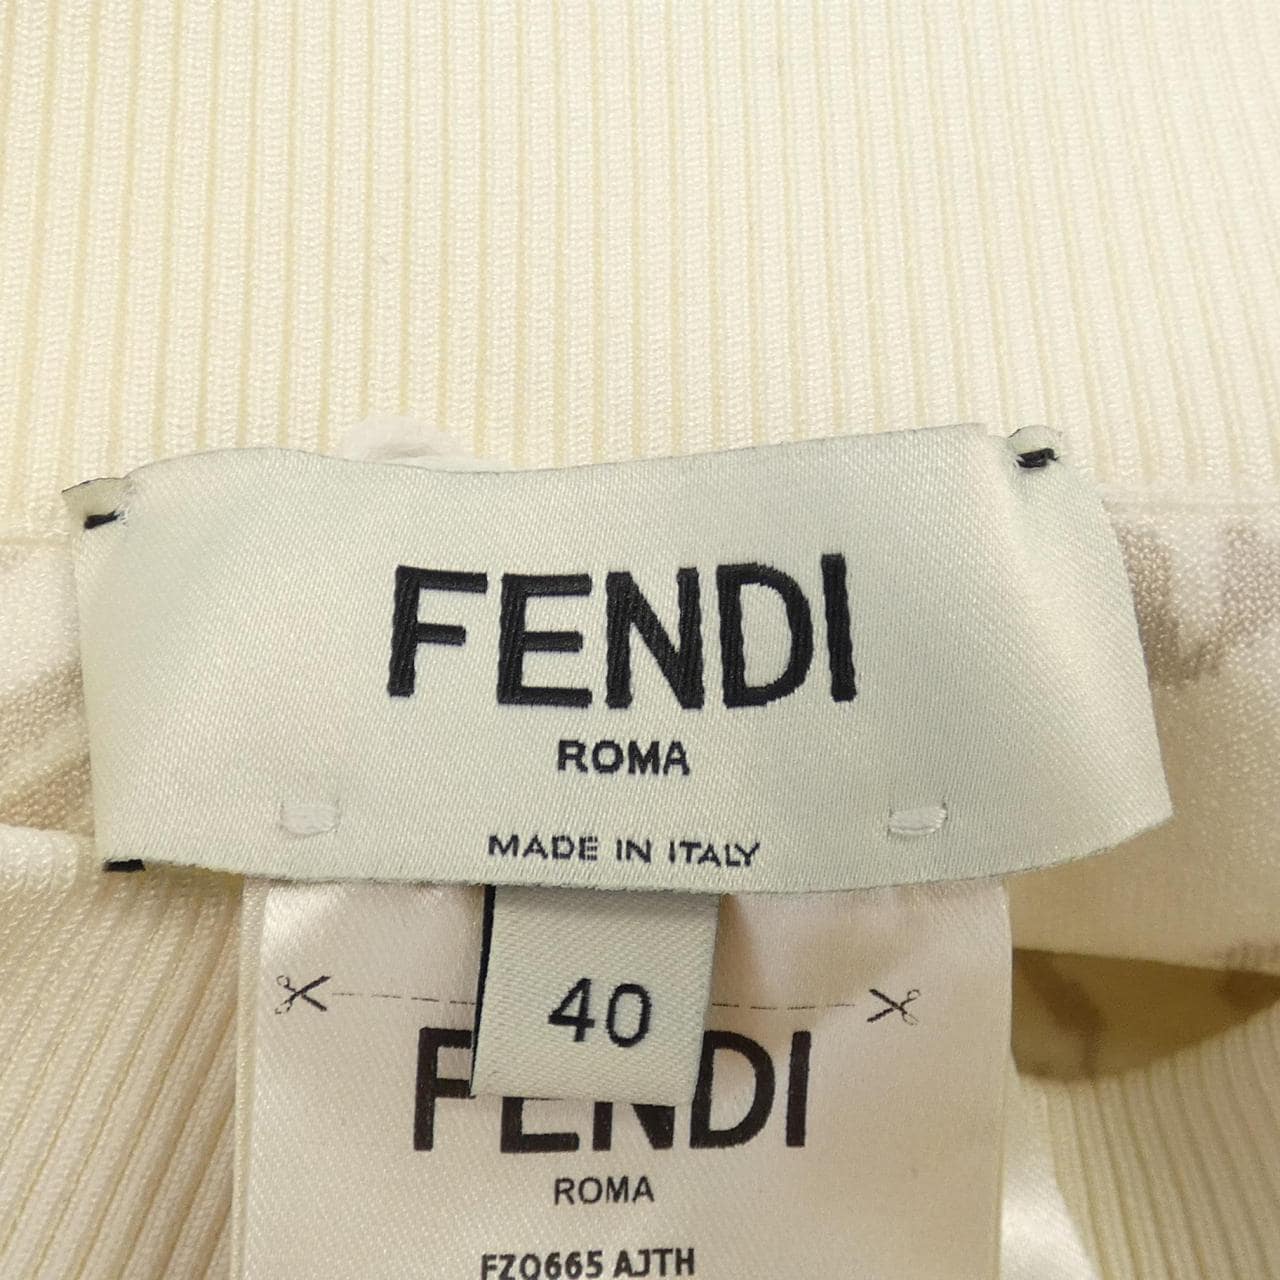 FENDI
ROMA
MADE IN ITALY
40
FENDI
ROMA
FZ0665 AJTH